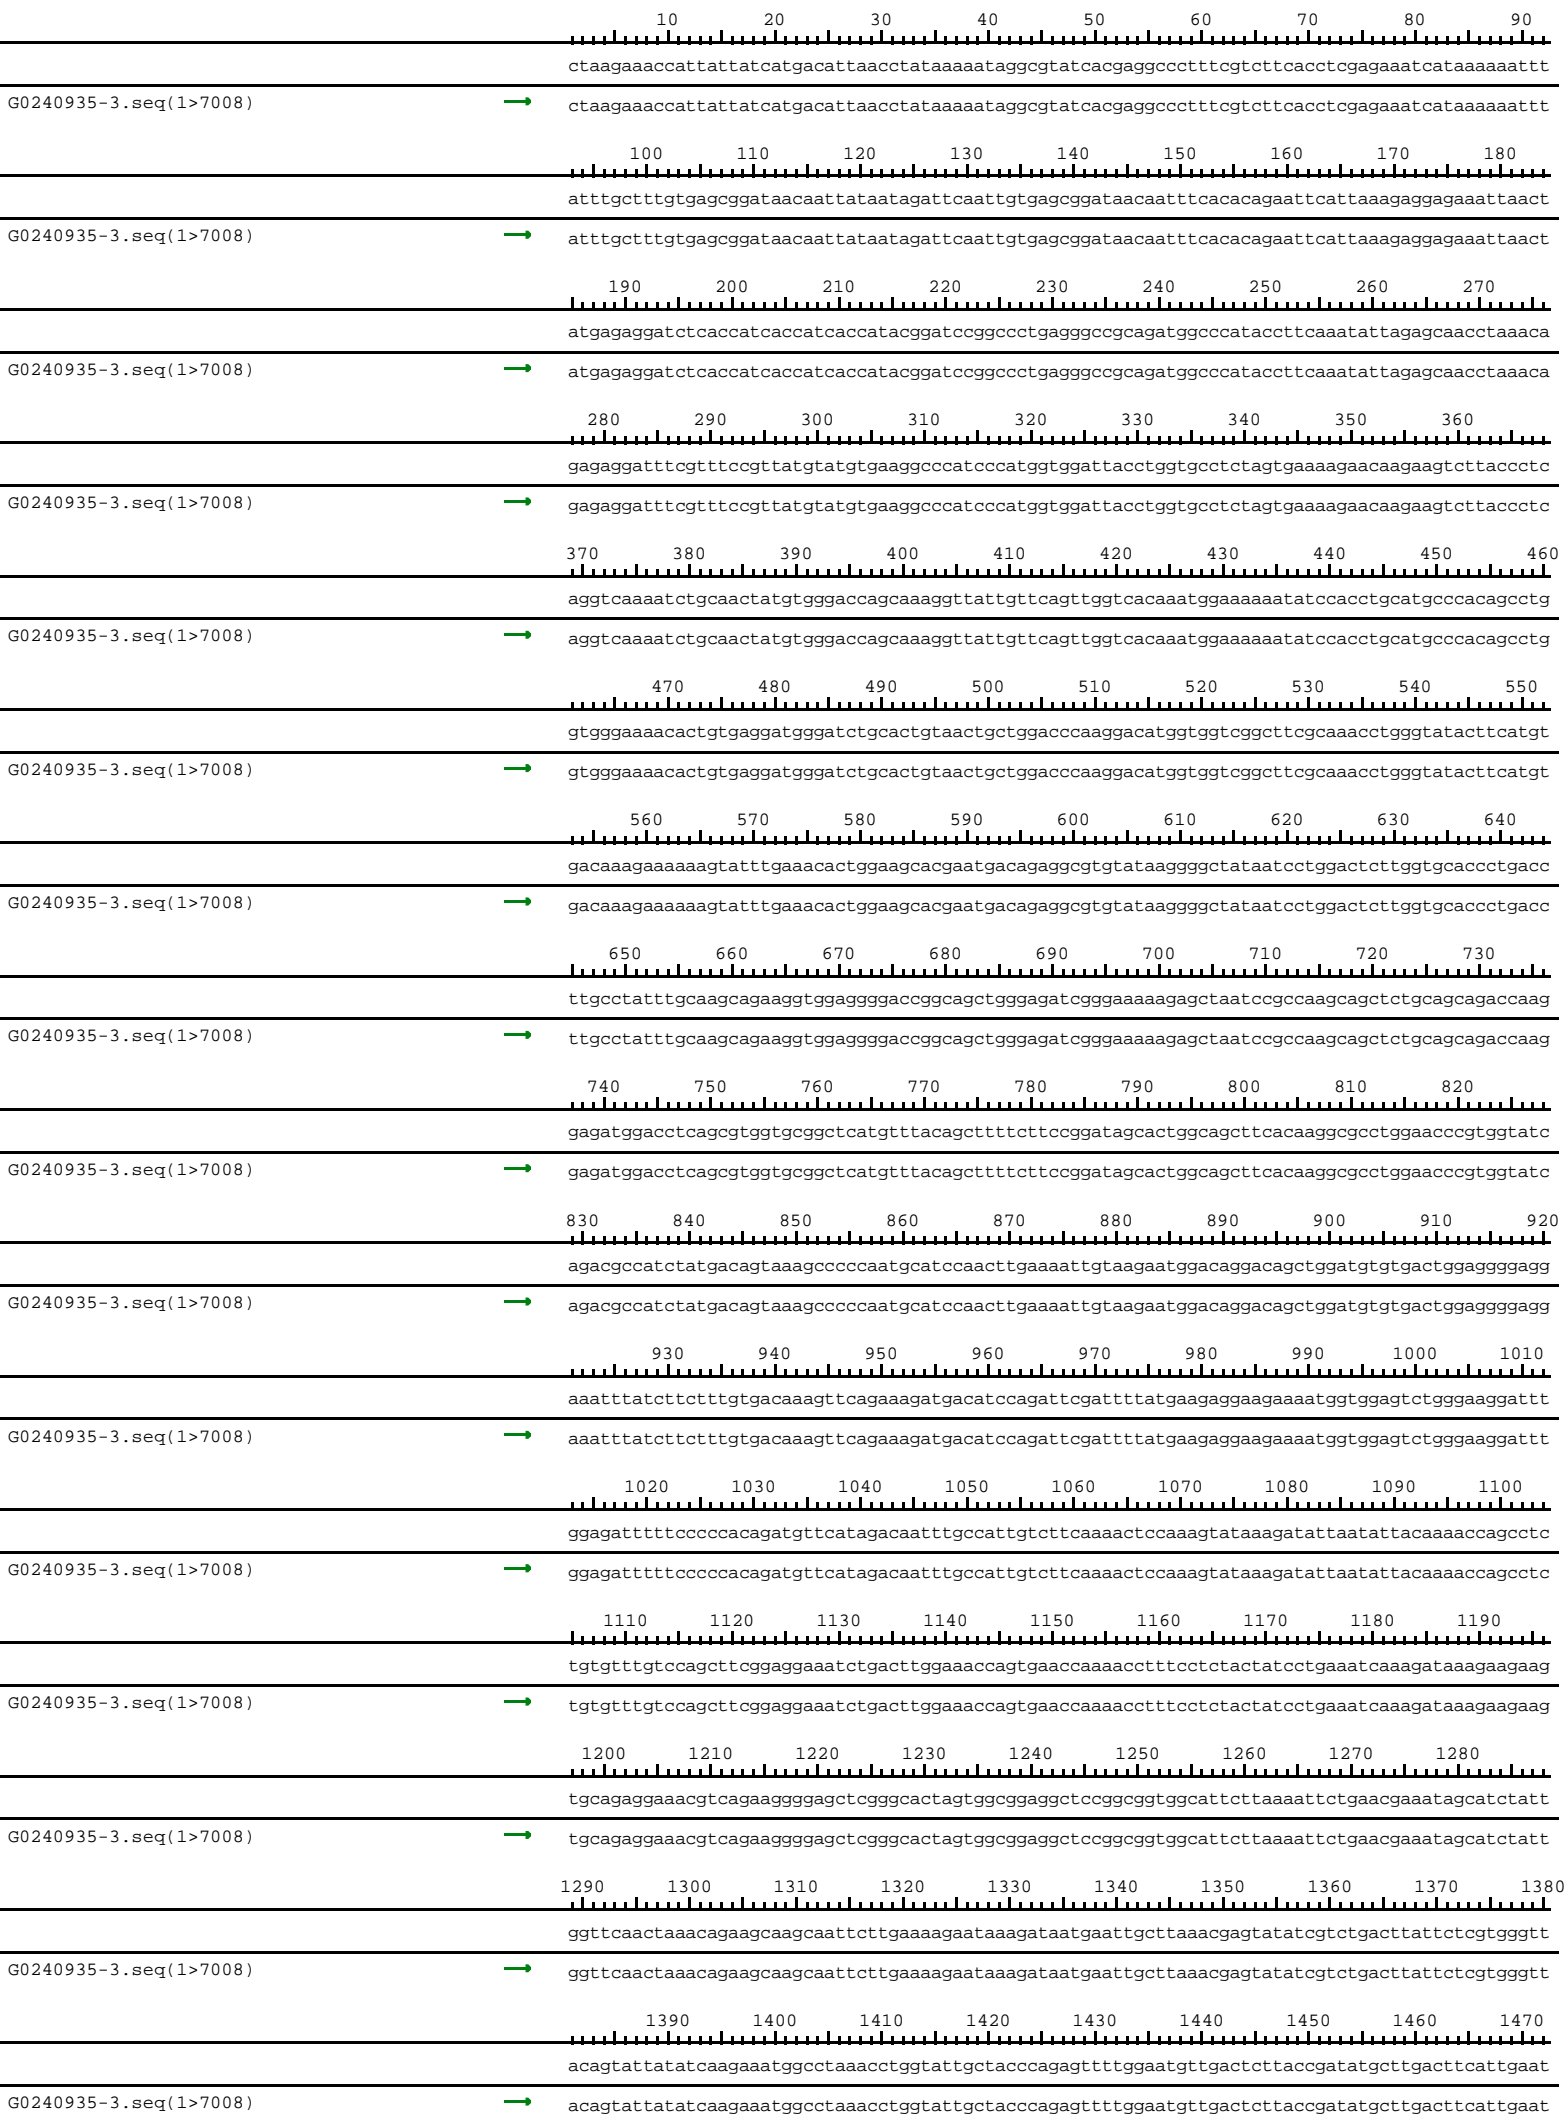 10 20 30 40 50 60 70 80 90
ctaagaaaccattattatcatgacattaacctataaaaataggcgtatcacgaggccctttcgtcttcacctcgagaaatcataaaaaattt
G0240935-3.seq(1>7008) ctaagaaaccattattatcatgacattaacctataaaaataggcgtatcacgaggccctttcgtcttcacctcgagaaatcataaaaaattt
100 110 120 130 140 150 160 170 180
atttgctttgtgagcggataacaattataatagattcaattgtgagcggataacaatttcacacagaattcattaaagaggagaaattaact
G0240935-3.seq(1>7008) atttgctttgtgagcggataacaattataatagattcaattgtgagcggataacaatttcacacagaattcattaaagaggagaaattaact
190 200 210 220 230 240 250 260 270
atgagaggatctcaccatcaccatcaccatacggatccggccctgagggccgcagatggcccataccttcaaatattagagcaacctaaaca
G0240935-3.seq(1>7008) atgagaggatctcaccatcaccatcaccatacggatccggccctgagggccgcagatggcccataccttcaaatattagagcaacctaaaca
280 290 300 310 320 330 340 350 360
gagaggatttcgtttccgttatgtatgtgaaggcccatcccatggtggattacctggtgcctctagtgaaaagaacaagaagtcttaccctc
G0240935-3.seq(1>7008) gagaggatttcgtttccgttatgtatgtgaaggcccatcccatggtggattacctggtgcctctagtgaaaagaacaagaagtcttaccctc
370 380 390 400 410 420 430 440 450 460
aggtcaaaatctgcaactatgtgggaccagcaaaggttattgttcagttggtcacaaatggaaaaaatatccacctgcatgcccacagcctg
G0240935-3.seq(1>7008) aggtcaaaatctgcaactatgtgggaccagcaaaggttattgttcagttggtcacaaatggaaaaaatatccacctgcatgcccacagcctg
470 480 490 500 510 520 530 540 550
gtgggaaaacactgtgaggatgggatctgcactgtaactgctggacccaaggacatggtggtcggcttcgcaaacctgggtatacttcatgt
G0240935-3.seq(1>7008) gtgggaaaacactgtgaggatgggatctgcactgtaactgctggacccaaggacatggtggtcggcttcgcaaacctgggtatacttcatgt
560 570 580 590 600 610 620 630 640
gacaaagaaaaaagtatttgaaacactggaagcacgaatgacagaggcgtgtataaggggctataatcctggactcttggtgcaccctgacc
G0240935-3.seq(1>7008) gacaaagaaaaaagtatttgaaacactggaagcacgaatgacagaggcgtgtataaggggctataatcctggactcttggtgcaccctgacc
650 660 670 680 690 700 710 720 730
ttgcctatttgcaagcagaaggtggaggggaccggcagctgggagatcgggaaaaagagctaatccgccaagcagctctgcagcagaccaag
G0240935-3.seq(1>7008) ttgcctatttgcaagcagaaggtggaggggaccggcagctgggagatcgggaaaaagagctaatccgccaagcagctctgcagcagaccaag
740 750 760 770 780 790 800 810 820
gagatggacctcagcgtggtgcggctcatgtttacagcttttcttccggatagcactggcagcttcacaaggcgcctggaacccgtggtatc
G0240935-3.seq(1>7008) gagatggacctcagcgtggtgcggctcatgtttacagcttttcttccggatagcactggcagcttcacaaggcgcctggaacccgtggtatc
830 840 850 860 870 880 890 900 910 920
agacgccatctatgacagtaaagcccccaatgcatccaacttgaaaattgtaagaatggacaggacagctggatgtgtgactggaggggagg
G0240935-3.seq(1>7008) agacgccatctatgacagtaaagcccccaatgcatccaacttgaaaattgtaagaatggacaggacagctggatgtgtgactggaggggagg
930 940 950 960 970 980 990 1000 1010
aaatttatcttctttgtgacaaagttcagaaagatgacatccagattcgattttatgaagaggaagaaaatggtggagtctgggaaggattt
G0240935-3.seq(1>7008) aaatttatcttctttgtgacaaagttcagaaagatgacatccagattcgattttatgaagaggaagaaaatggtggagtctgggaaggattt
1020 1030 1040 1050 1060 1070 1080 1090 1100
ggagatttttcccccacagatgttcatagacaatttgccattgtcttcaaaactccaaagtataaagatattaatattacaaaaccagcctc
G0240935-3.seq(1>7008) ggagatttttcccccacagatgttcatagacaatttgccattgtcttcaaaactccaaagtataaagatattaatattacaaaaccagcctc
1110 1120 1130 1140 1150 1160 1170 1180 1190
tgtgtttgtccagcttcggaggaaatctgacttggaaaccagtgaaccaaaacctttcctctactatcctgaaatcaaagataaagaagaag
G0240935-3.seq(1>7008) tgtgtttgtccagcttcggaggaaatctgacttggaaaccagtgaaccaaaacctttcctctactatcctgaaatcaaagataaagaagaag
1200 1210 1220 1230 1240 1250 1260 1270 1280
tgcagaggaaacgtcagaaggggagctcgggcactagtggcggaggctccggcggtggcattcttaaaattctgaacgaaatagcatctatt
G0240935-3.seq(1>7008) tgcagaggaaacgtcagaaggggagctcgggcactagtggcggaggctccggcggtggcattcttaaaattctgaacgaaatagcatctatt
1290 1300 1310 1320 1330 1340 1350 1360 1370 1380
ggttcaactaaacagaagcaagcaattcttgaaaagaataaagataatgaattgcttaaacgagtatatcgtctgacttattctcgtgggtt
G0240935-3.seq(1>7008) ggttcaactaaacagaagcaagcaattcttgaaaagaataaagataatgaattgcttaaacgagtatatcgtctgacttattctcgtgggtt
1390 1400 1410 1420 1430 1440 1450 1460 1470
acagtattatatcaagaaatggcctaaacctggtattgctacccagagttttggaatgttgactcttaccgatatgcttgacttcattgaat
G0240935-3.seq(1>7008) acagtattatatcaagaaatggcctaaacctggtattgctacccagagttttggaatgttgactcttaccgatatgcttgacttcattgaat